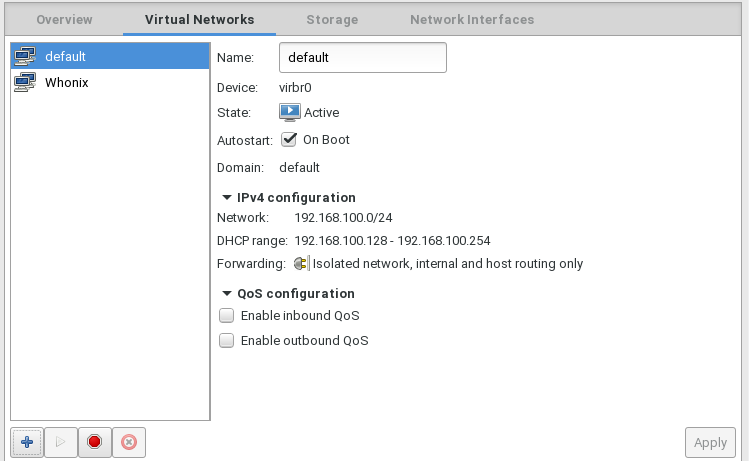 Overview Virtual Networks Storage Network Interfaces
default
Whonix
Name: default
Device: virbr0
State: Active
Autostart: On Boot
Domain: default
IPv4 configuration
Network: 192.168.100.0/24
DHCP range: 192.168.100.128 - 192.168.100.254
Forwarding: Isolated network, internal and host routing only
QoS configuration
Enable inbound QoS
Enable outbound QoS
Apply